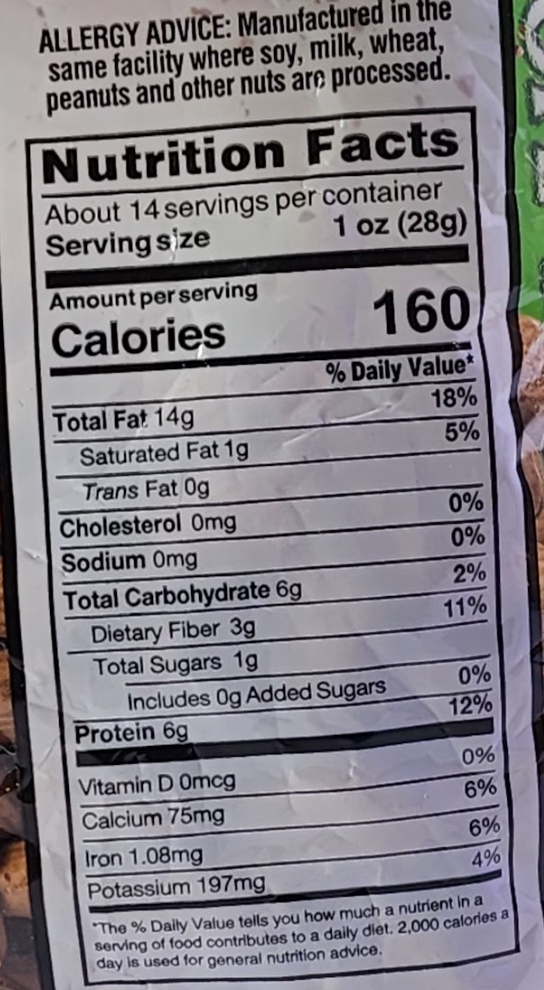 ALLERGY ADVICE: Manufactured in the
same facility where soy, milk, wheat,
peanuts and other nuts are processed.
Nutrition Facts
About 14 servings per container
Serving size 1 oz (28g)
Amount per serving
Calories 160
% Daily Value*
Total Fat 14g 18%
Saturated Fat 1g 5%
Trans Fat 0g
Cholesterol 0mg 0%
Sodium 0mg 0%
Total Carbohydrate 6g 2%
Dietary Fiber 3g 11%
Total Sugars 1g
Includes 0g Added Sugars 0%
Protein 6g 12%
Vitamin D 0mcg 0%
Calcium 75mg 6%
Iron 1.08mg 6%
Potassium 197mg 4%
*The % Daily Value tells you how much a nutrient in a
serving of food contributes to a daily diet. 2,000 calories a
day is used for general nutrition advice.